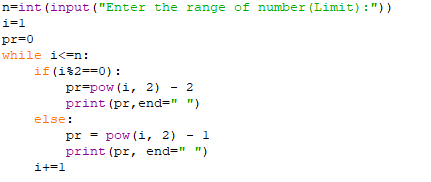 n=int(input("Enter the range of number(Limit):"))
i=1
pr=0
while i<=n:
    if(i%2==0):
        pr=pow(i, 2) - 2
        print(pr,end=" ")
    else:
        pr = pow(i, 2) - 1
        print(pr, end=" ")
    i+=1